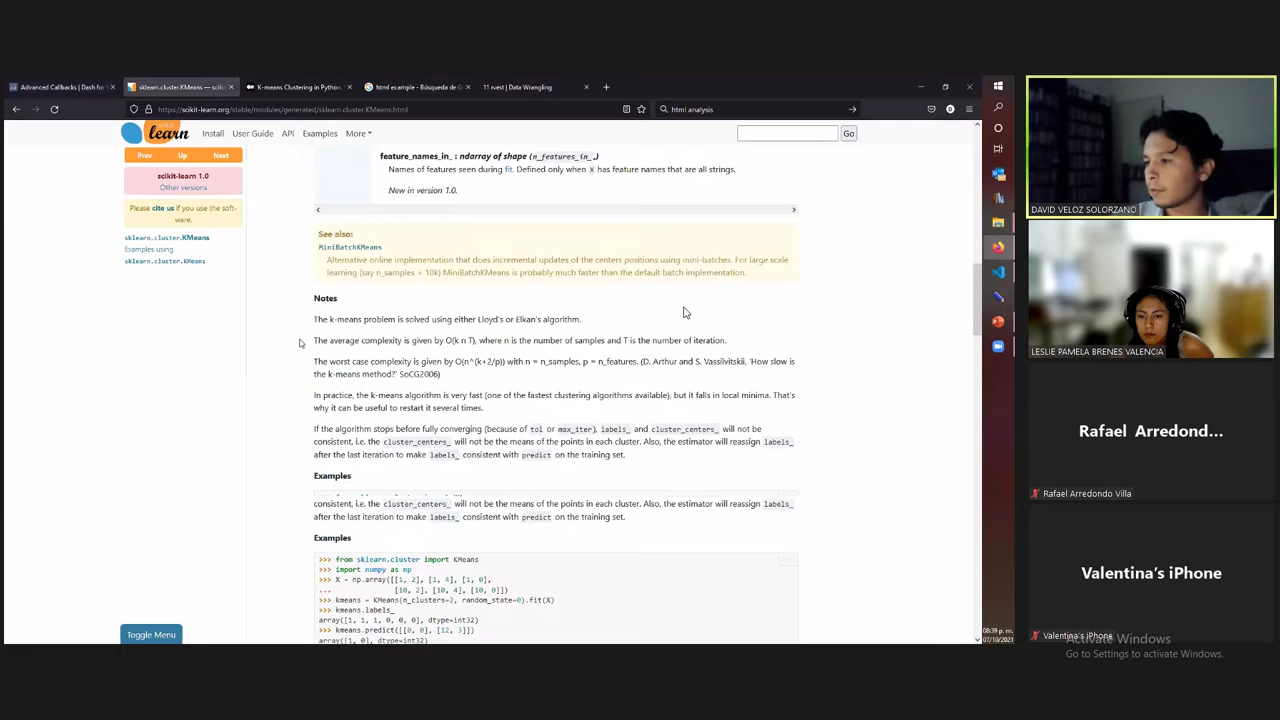 Advanced Callbacks | Dash for
sklearn.cluster.KMeans — scik
K-means Clustering in Python.
html example - Búsqueda de Go
11 rvest | Data Wrangling
https://scikit-learn.org/stable/modules/generated/sklearn.cluster.KMeans.html
html analysis
learn
Install
User Guide
API
Examples
More
Go
Prev
Up
Next
scikit-learn 1.0
Other versions
Please cite us if you use the soft-
ware.
sklearn.cluster.KMeans
Examples using
sklearn.cluster.KMeans
feature_names_in_ : ndarray of shape (n_features_in_,)
Names of features seen during fit. Defined only when X has feature names that are all strings.
New in version 1.0.
See also:
MiniBatchKMeans
Alternative online implementation that does incremental updates of the centers positions using mini-batches. For large scale
learning (say n_samples > 10k) MiniBatchKMeans is probably much faster than the default batch implementation.
Notes
The k-means problem is solved using either Lloyd's or Elkan's algorithm.
The average complexity is given by O(k n T), where n is the number of samples and T is the number of iteration.
The worst case complexity is given by O(n^(k+2/p)) with n = n_samples, p = n_features. (D. Arthur and S. Vassilvitskii, 'How slow is
the k-means method?' SoCG2006)
In practice, the k-means algorithm is very fast (one of the fastest clustering algorithms available), but it falls in local minima. That's
why it can be useful to restart it several times.
If the algorithm stops before fully converging (because of tol or max_iter), labels_ and cluster_centers_ will not be
consistent, i.e. the cluster_centers_ will not be the means of the points in each cluster. Also, the estimator will reassign labels_
after the last iteration to make labels_ consistent with predict on the training set.
Examples
consistent, i.e. the cluster_centers_ will not be the means of the points in each cluster. Also, the estimator will reassign labels_
after the last iteration to make labels_ consistent with predict on the training set.
Examples
>>> from sklearn.cluster import KMeans
>>> import numpy as np
>>> X = np.array([[1, 2], [1, 4], [1, 0],
... [10, 2], [10, 4], [10, 0]])
>>> kmeans = KMeans(n_clusters=2, random_state=0).fit(X)
>>> kmeans.labels_
array([1, 1, 1, 0, 0, 0], dtype=int32)
>>> kmeans.predict([[0, 0], [12, 3]])
array([1, 0], dtype=int32)
Toggle Menu
08:39 p. m.
07/10/2021
DAVID VELOZ SOLORZANO
LESLIE PAMELA BRENES VALENCIA
Rafael Arredond...
Rafael Arredondo Villa
Valentina's iPhone
Valentina's iPhone
Activate Windows
Go to Settings to activate Windows.